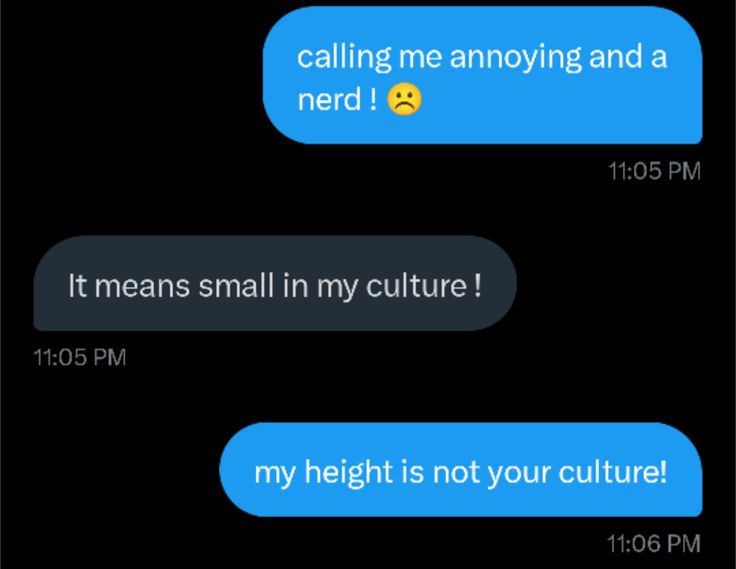 calling me annoying and a
nerd ! ☹️
11:05 PM
It means small in my culture !
11:05 PM
my height is not your culture!
11:06 PM